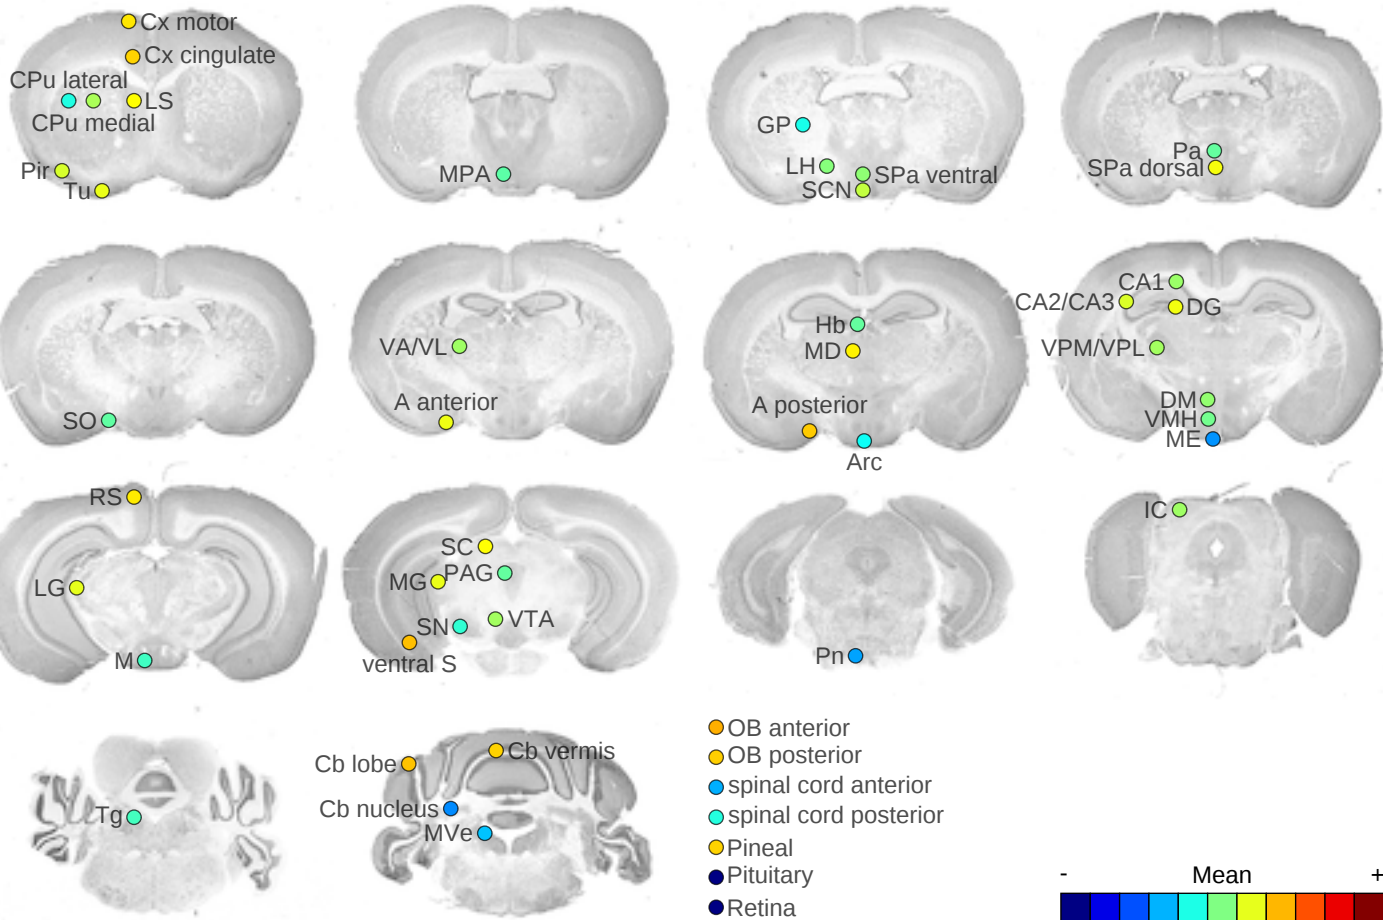 Cx motor
Cx cingulate
CPu lateral
LS
CPu medial
Pir
Tu
MPA
GP
LH
SPa ventral
SCN
Pa
SPa dorsal
SO
VA/VL
A anterior
Hb
MD
A posterior
Arc
CA1
CA2/CA3
DG
VPM/VPL
DM
VMH
ME
RS
LG
M
SC
PAG
MG
VTA
SN
ventral S
Pn
IC
Tg
Cb vermis
Cb lobe
Cb nucleus
MVe
OB anterior
OB posterior
spinal cord anterior
spinal cord posterior
Pineal
Pituitary
Retina
- Mean +